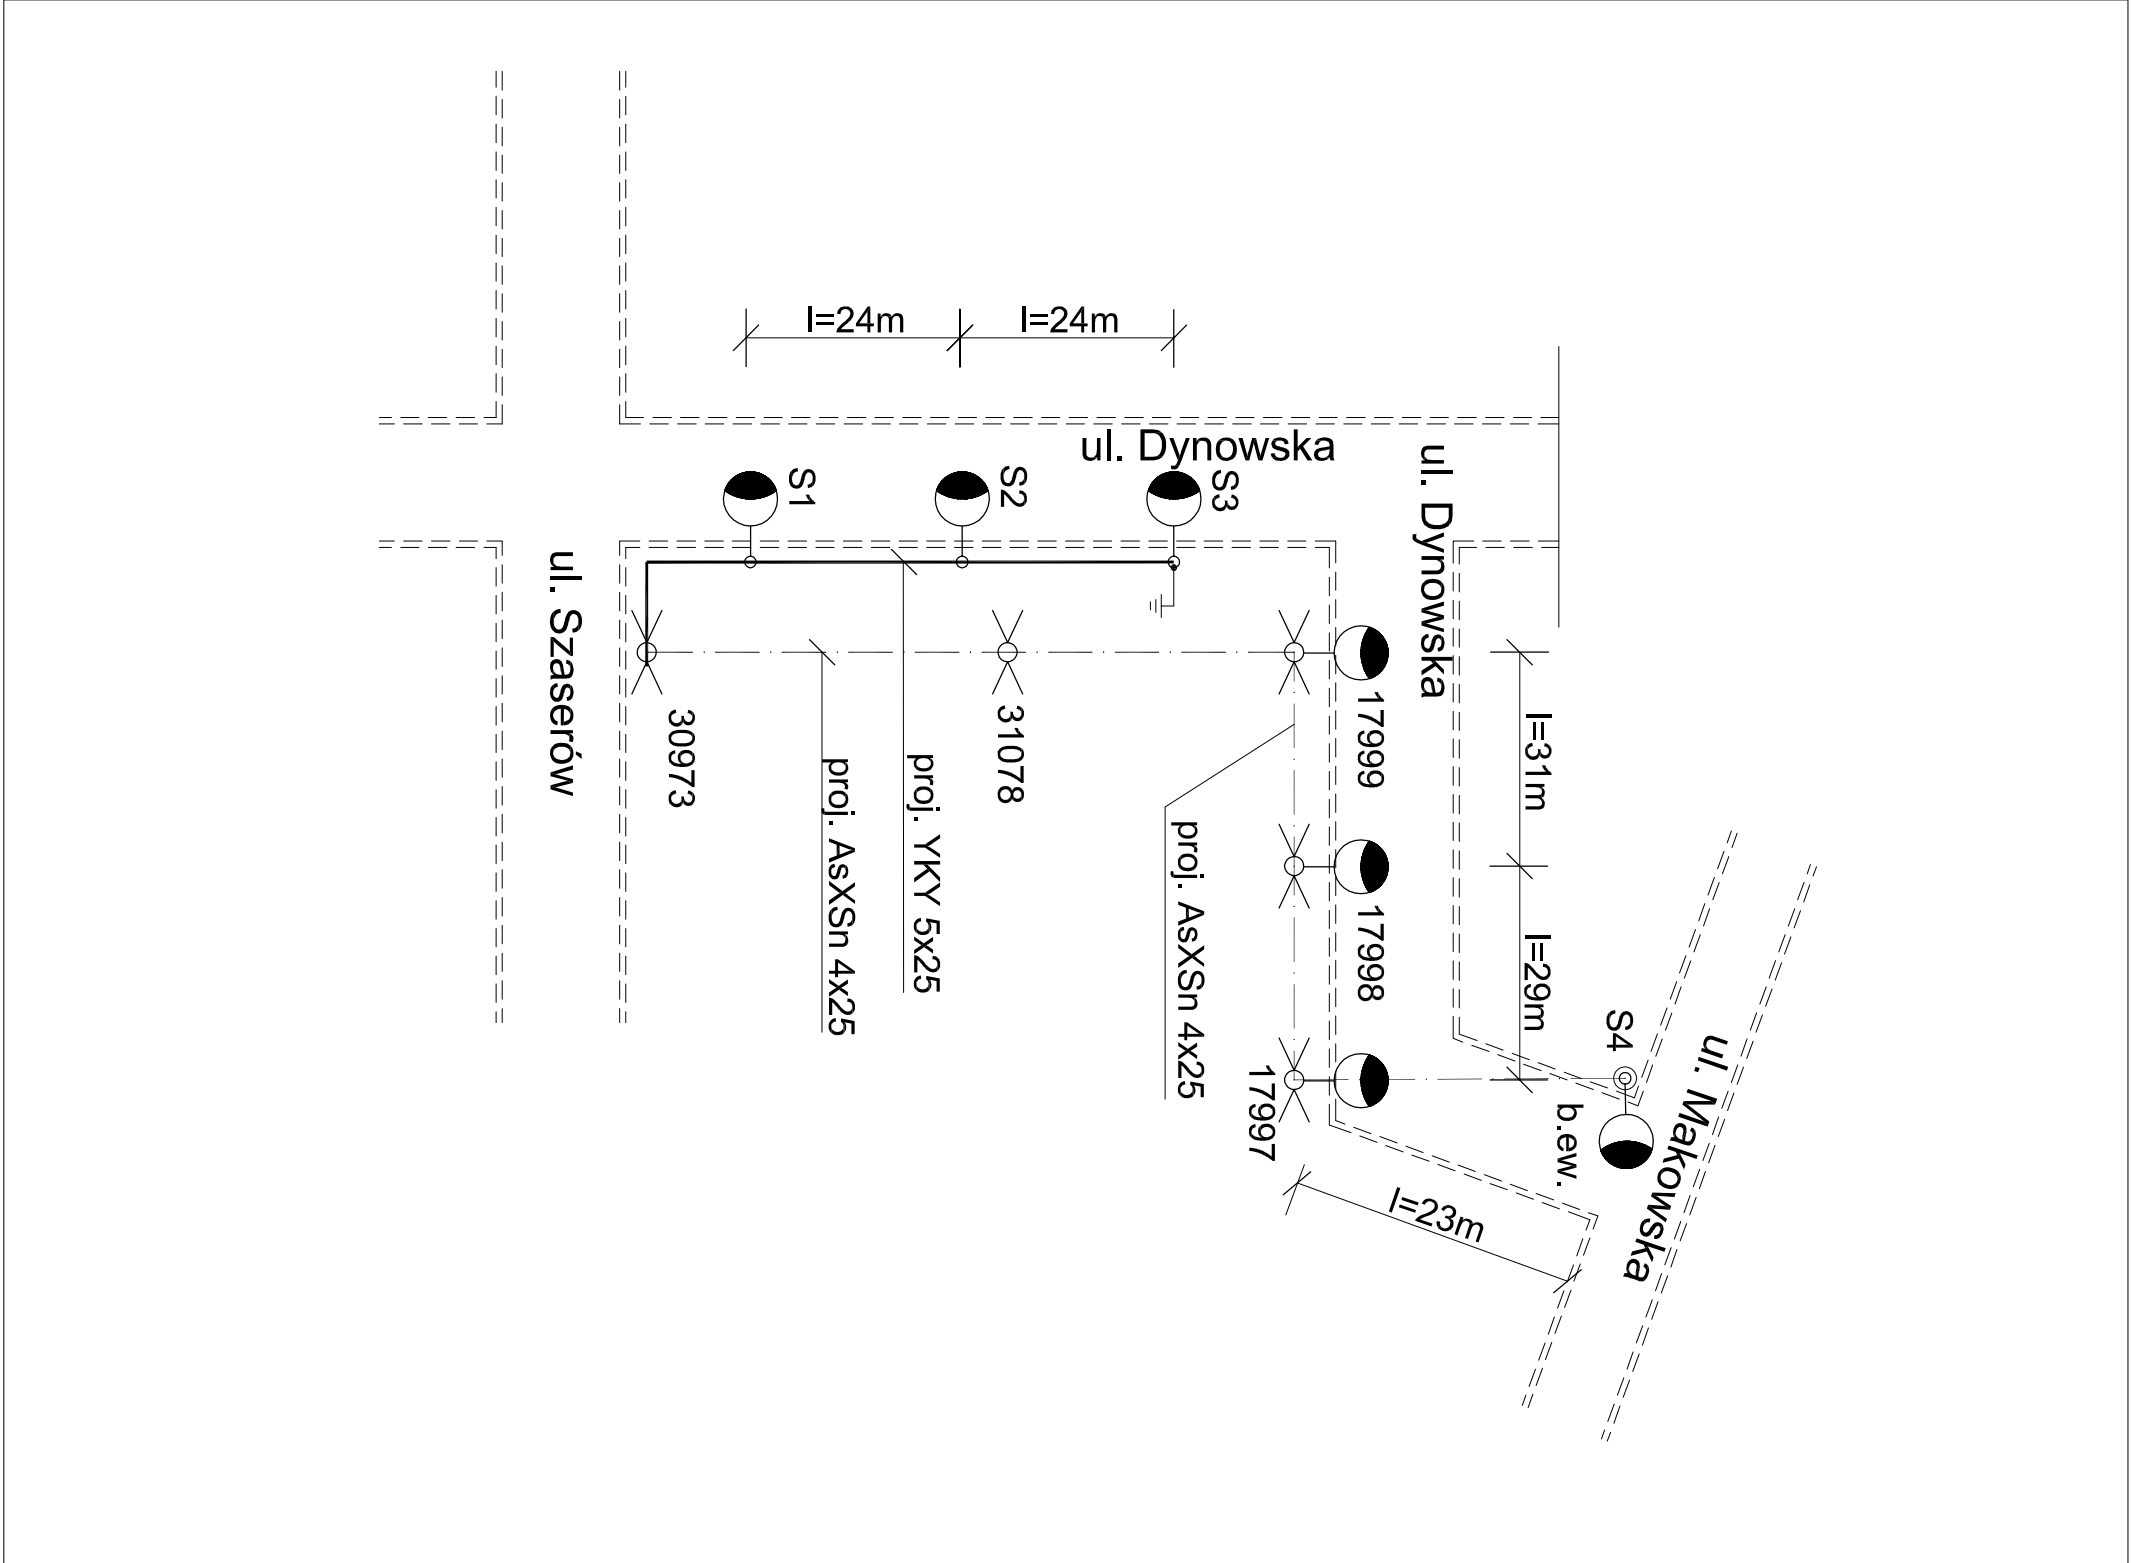 l=24m
l=24m
ul. Dynowska
ul. Dynowska
S1
S2
S3
ul. Szaserów
30973
31078
17999
17998
17997
proj. AsXSn 4x25
proj. YKY 5x25
proj. AsXSn 4x25
l=31m
l=29m
S4
b.ew.
ul. Makowska
l=23m